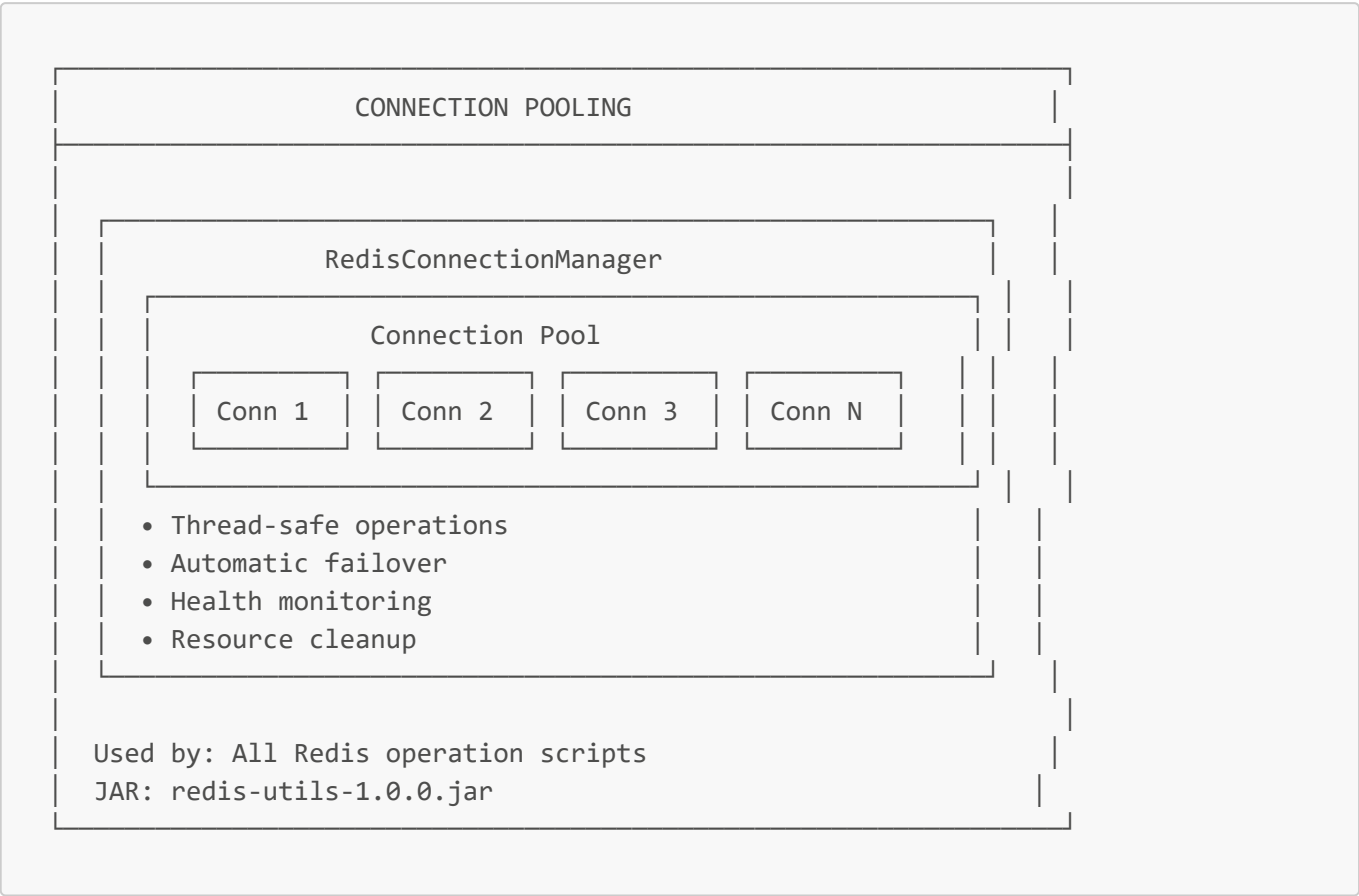 CONNECTION POOLING
RedisConnectionManager
Connection Pool
Conn 1 Conn 2 Conn 3 Conn N
• Thread-safe operations
• Automatic failover
• Health monitoring
• Resource cleanup
Used by: All Redis operation scripts
JAR: redis-utils-1.0.0.jar